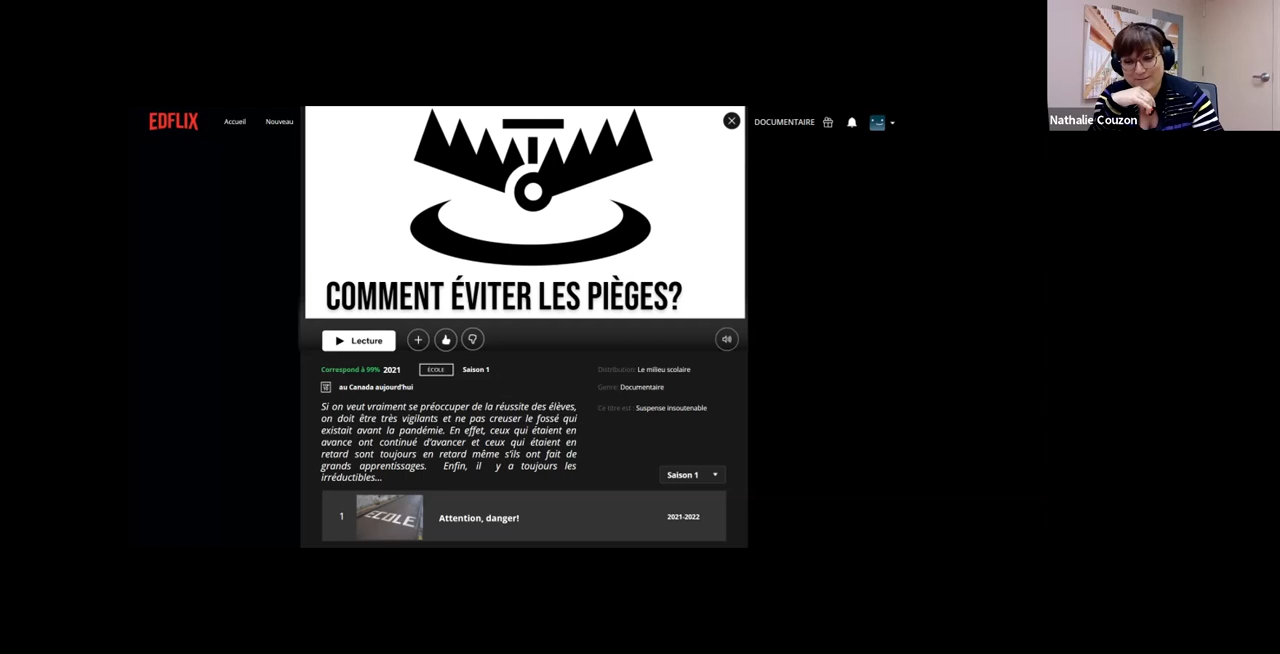 EDFLIX
Accueil
Nouveau
DOCUMENTAIRE
Nathalie Couzon
COMMENT ÉVITER LES PIÈGES?
Lecture
Correspond à 99% 2021 ÉCOLE Saison 1
au Canada aujourd'hui
Si on veut vraiment se préoccuper de la réussite des élèves,
on doit être très vigilants et ne pas creuser le fossé qui
existait avant la pandémie. En effet, ceux qui étaient en
avance ont continué d'avancer et ceux qui étaient en
retard sont toujours en retard même s'ils ont fait de
grands apprentissages. Enfin, il y a toujours les
irréductibles...
Distribution: Le milieu scolaire
Genre: Documentaire
Ce titre est : Suspense insoutenable
Saison 1
1
ECOLE
Attention, danger!
2021-2022